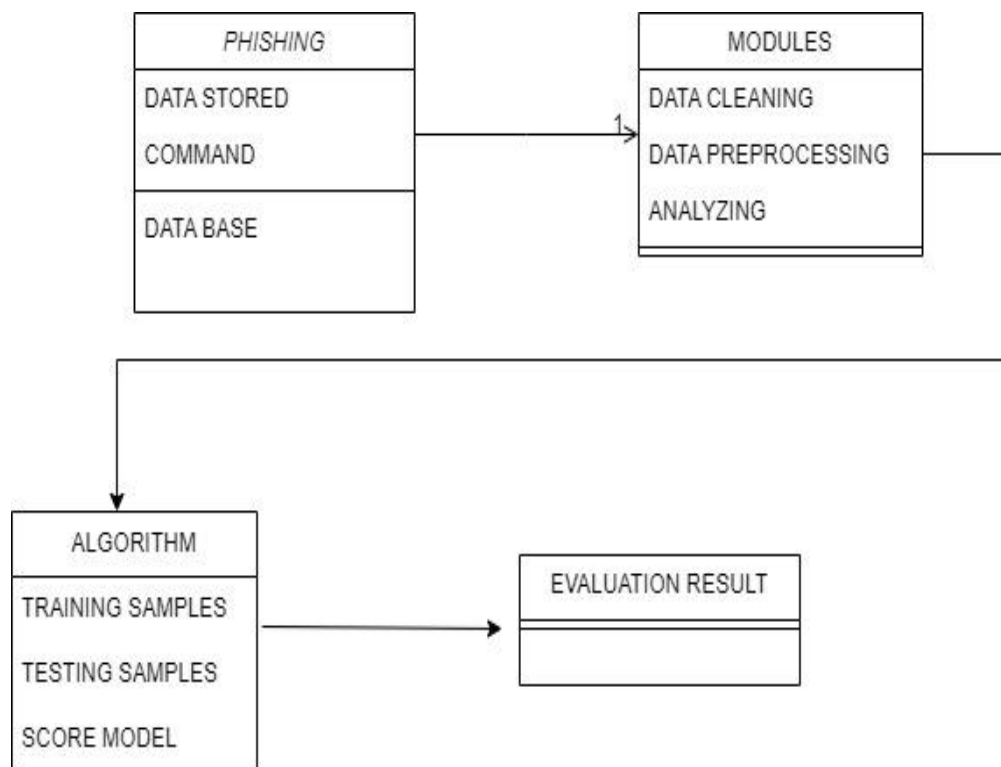 PHISHING
DATA STORED
COMMAND
DATA BASE
1
MODULES
DATA CLEANING
DATA PREPROCESSING
ANALYZING
ALGORITHM
TRAINING SAMPLES
TESTING SAMPLES
SCORE MODEL
EVALUATION RESULT